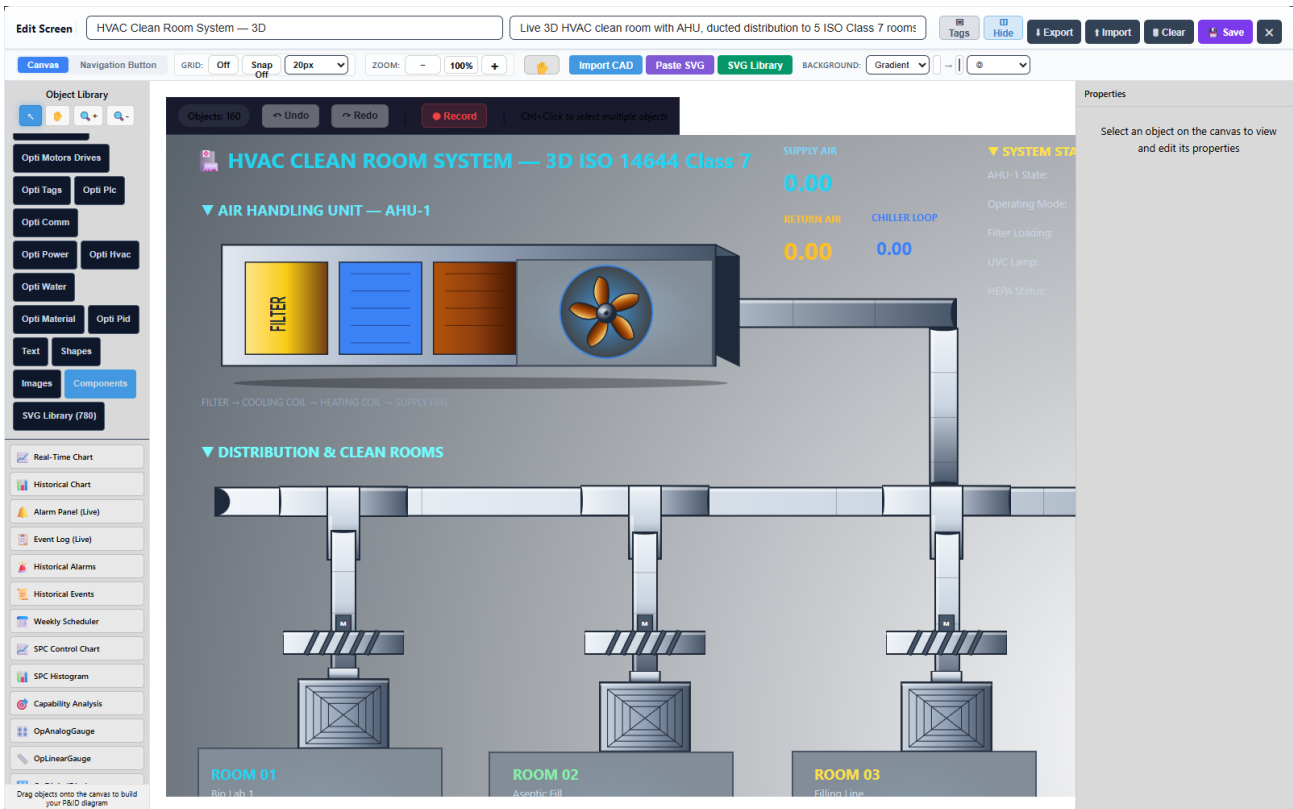 Edit Screen
HVAC Clean Room System — 3D
Live 3D HVAC clean room with AHU, ducted distribution to 5 ISO Class 7 rooms
Tags
Hide
Export
Import
Clear
Save
Canvas
Navigation Button
GRID:
Off
Snap Off
20px
ZOOM:
-
100%
+
Import CAD
Paste SVG
SVG Library
BACKGROUND:
Gradient
→
Object Library
Opti Motors Drives
Opti Tags
Opti Plc
Opti Comm
Opti Power
Opti Hvac
Opti Water
Opti Material
Opti Pid
Text
Shapes
Images
Components
SVG Library (780)
Real-Time Chart
Historical Chart
Alarm Panel (Live)
Event Log (Live)
Historical Alarms
Historical Events
Weekly Scheduler
SPC Control Chart
SPC Histogram
Capability Analysis
OpAnalogGauge
OpLinearGauge
Drag objects onto the canvas to build
your P&ID diagram
Objects: 160
Undo
Redo
Record
Ctrl+Click to select multiple objects
HVAC CLEAN ROOM SYSTEM — 3D ISO 14644 Class 7
▼ AIR HANDLING UNIT — AHU-1
SUPPLY AIR
0.00
RETURN AIR
0.00
CHILLER LOOP
0.00
▼ SYSTEM STA
AHU-1 State:
Operating Mode:
Filter Loading:
UVC Lamp:
HEPA Status:
FILTER
FILTER → COOLING COIL → HEATING COIL → SUPPLY FAN
▼ DISTRIBUTION & CLEAN ROOMS
M
M
M
ROOM 01
Bio Lab 1
ROOM 02
Aseptic Fill
ROOM 03
Filling Line
Properties
Select an object on the canvas to view
and edit its properties